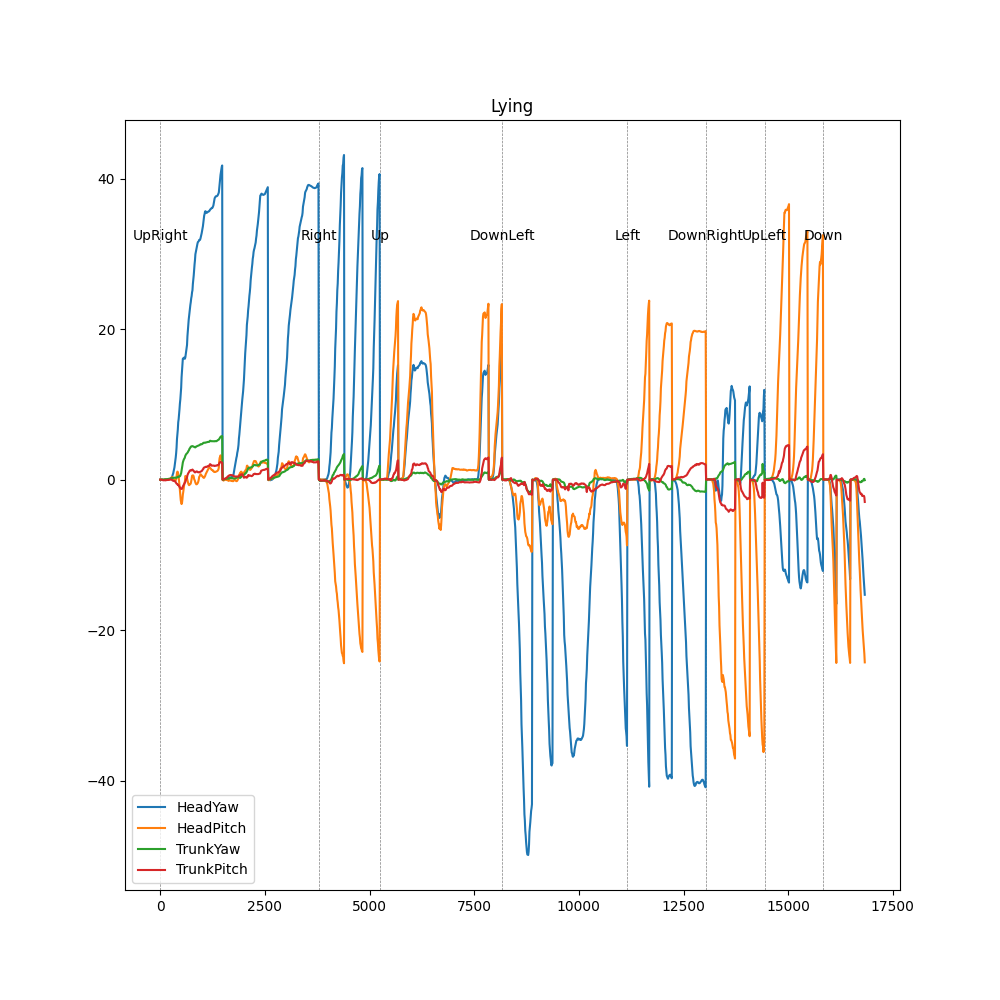 Lying
40
20
0
−20
−40
UpRight Right Up DownLeft Left DownRight UpLeft Down
HeadYaw
HeadPitch
TrunkYaw
TrunkPitch
0 2500 5000 7500 10000 12500 15000 17500